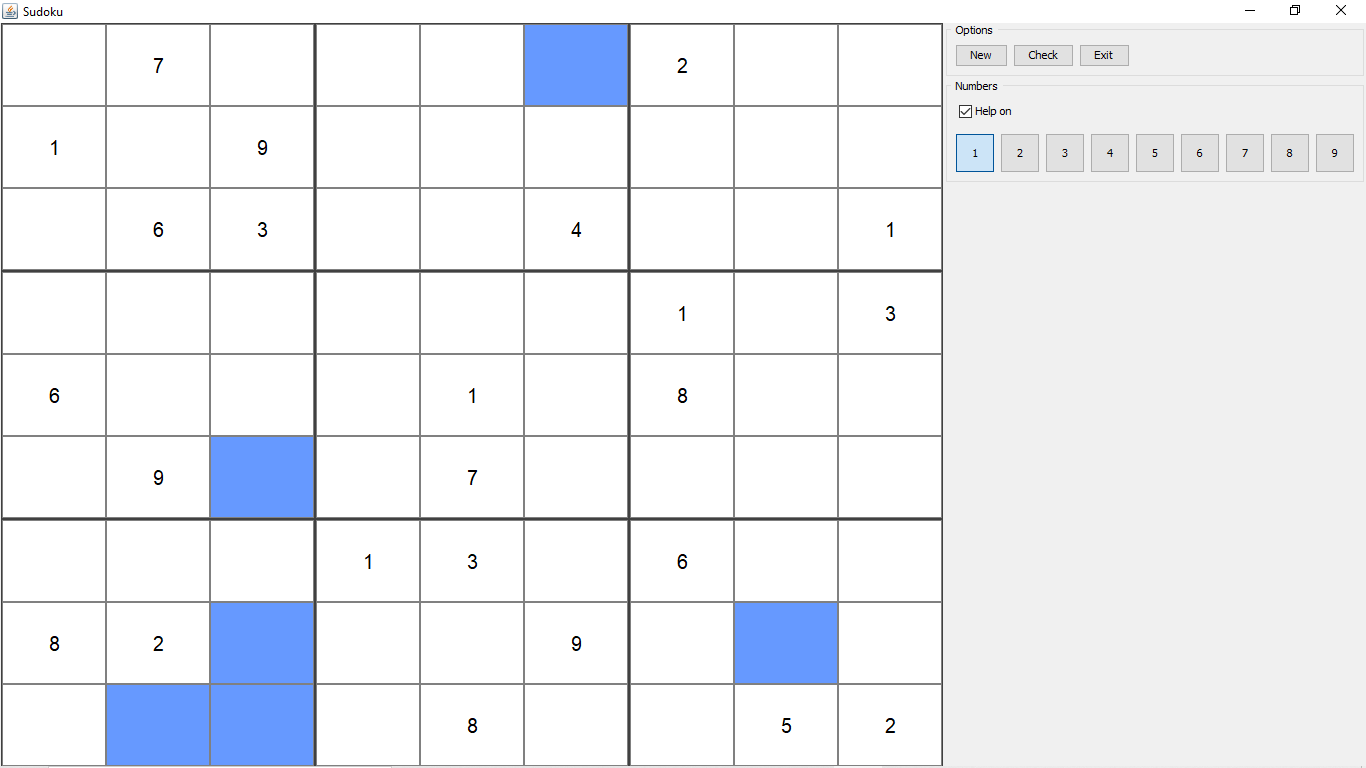 Sudoku
Options
New Check Exit
Numbers
Help on
1 2 3 4 5 6 7 8 9
7 2
1 9
6 3 4 1
1 3
6 1 8
9 7
1 3 6
8 2 9
8 5 2